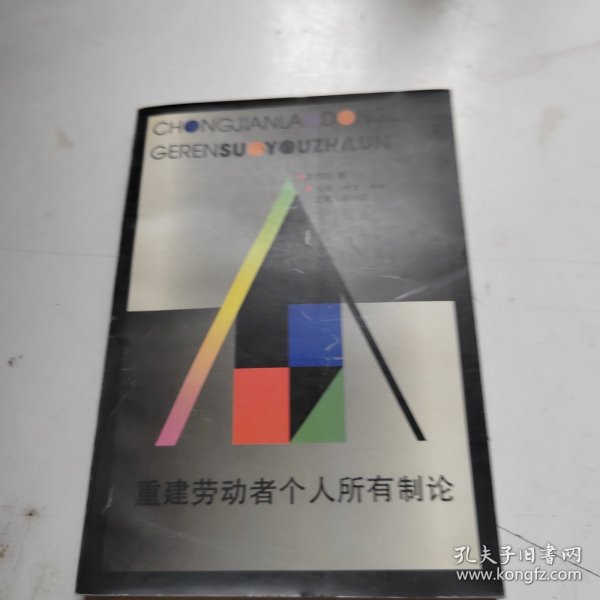 CHONGJIANLAODONGZHE
GERENSUOYOUZHILUN
重建劳动者个人所有制论
孔夫子旧书网
www.kongfz.com